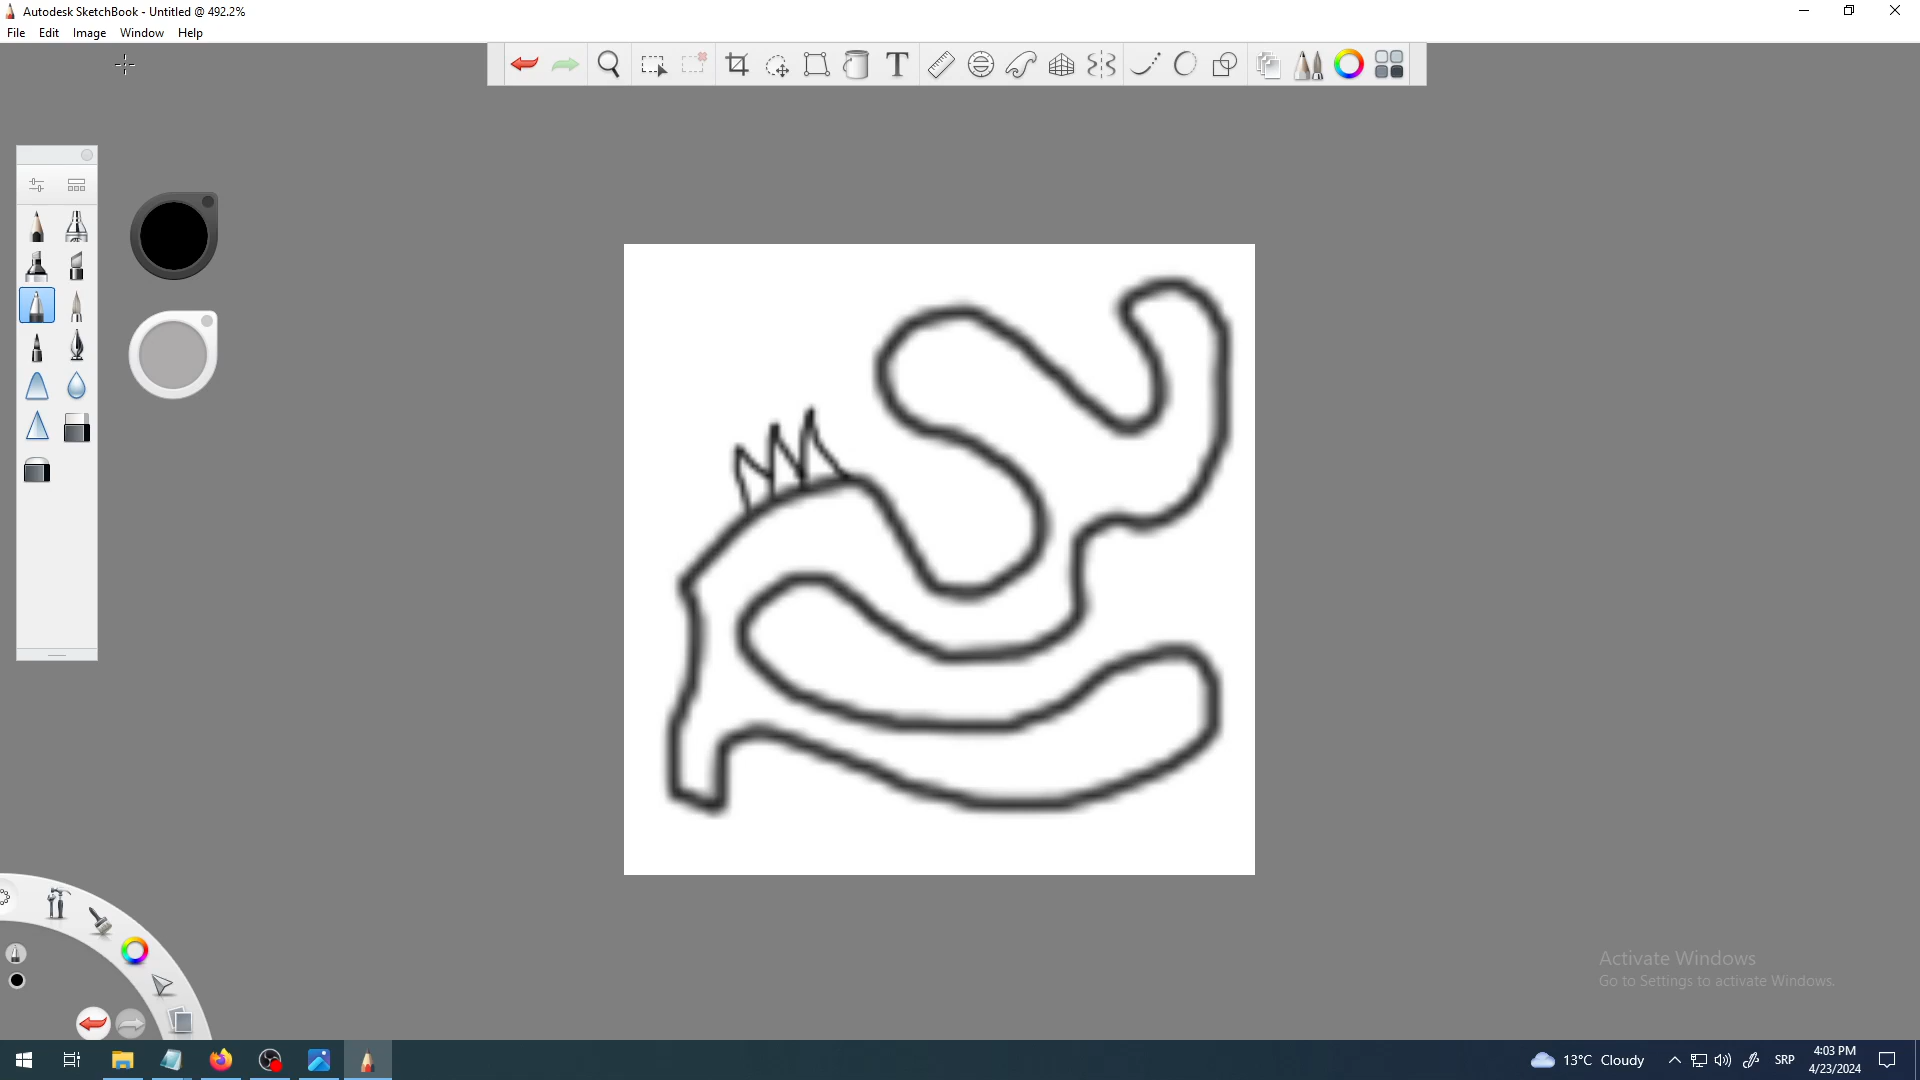 Autodesk SketchBook - Untitled @ 492.2%
File Edit Image Window Help
T
Activate Windows
Go to Settings to activate Windows.
13°C Cloudy SRP 4:03 PM
4/23/2024